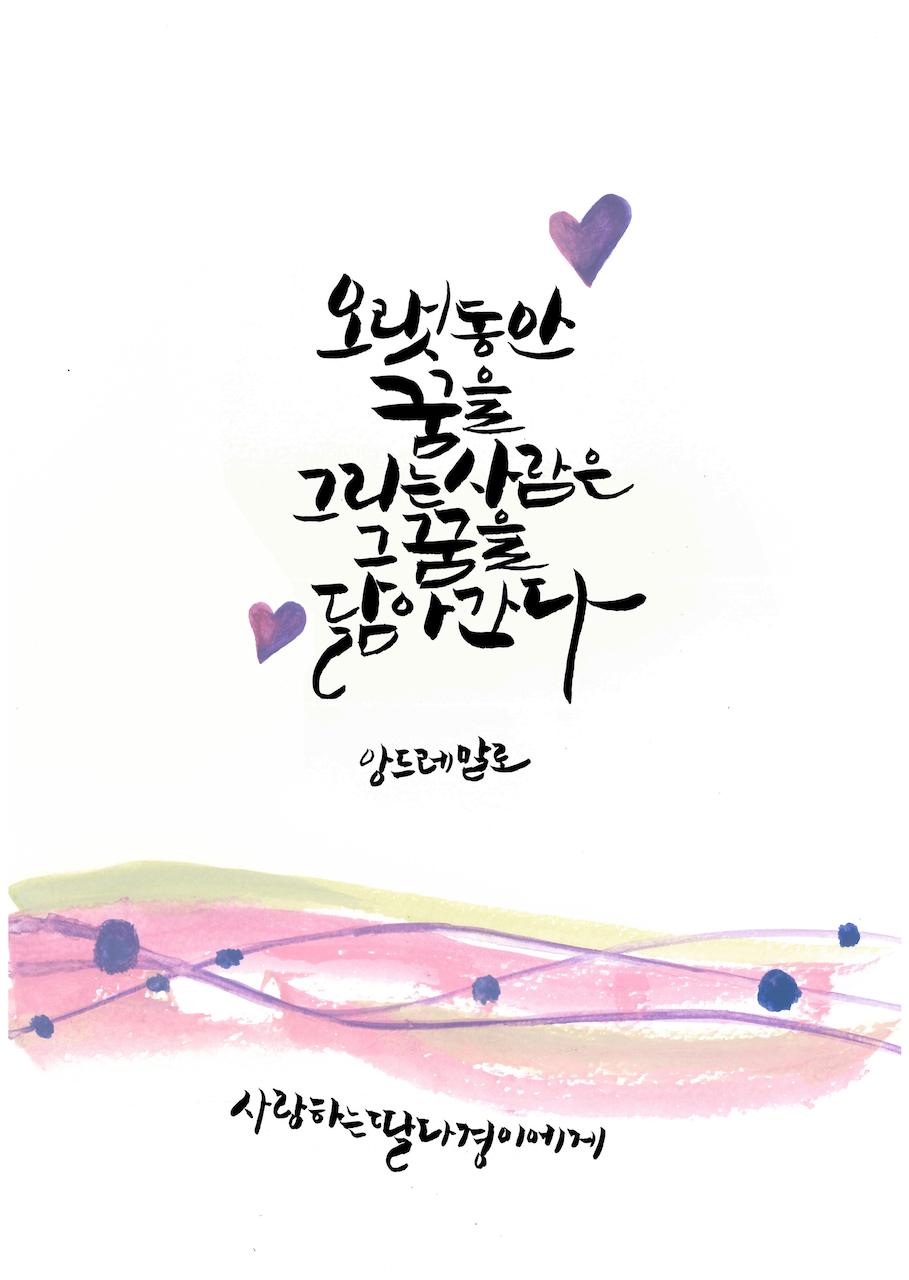 오랫동안
꿈을
그리는 사람은
그 꿈을
닮아간다
앙드레 말로
사랑하는 딸 다경이에게